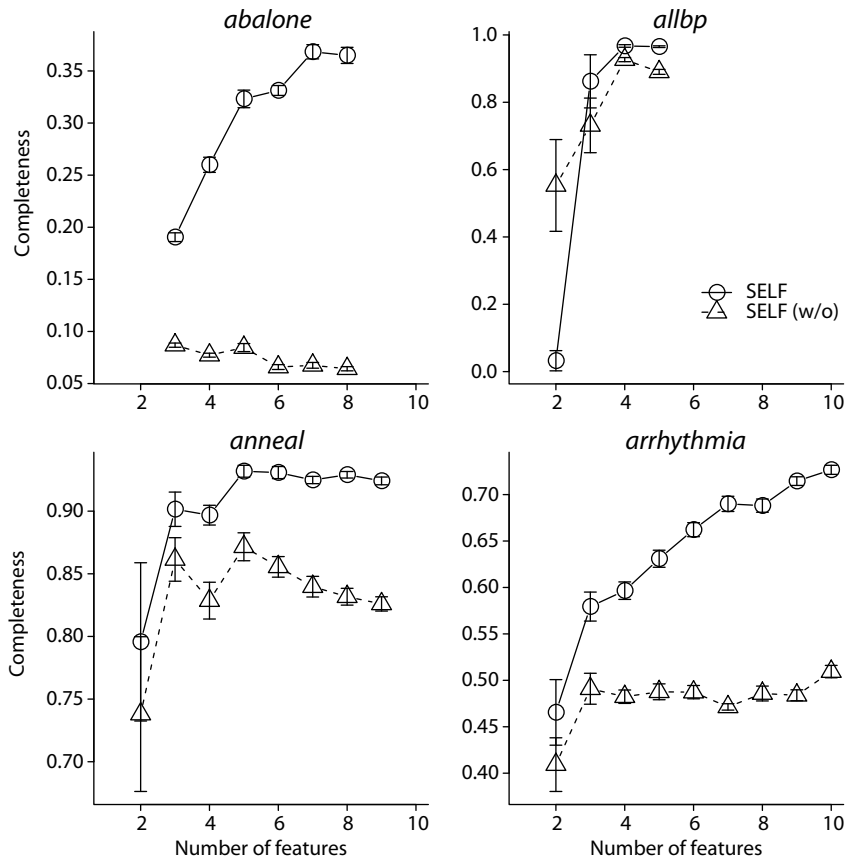 abalone
Completeness
0.35
0.30
0.25
0.20
0.15
0.10
0.05
2 4 6 8 10
allbp
1.0
0.8
0.6
0.4
0.2
0.0
SELF
SELF (w/o)
2 4 6 8 10
Number of features
anneal
Completeness
0.90
0.85
0.80
0.75
0.70
2 4 6 8 10
Number of features
arrhythmia
0.70
0.65
0.60
0.55
0.50
0.45
0.40
2 4 6 8 10
Number of features